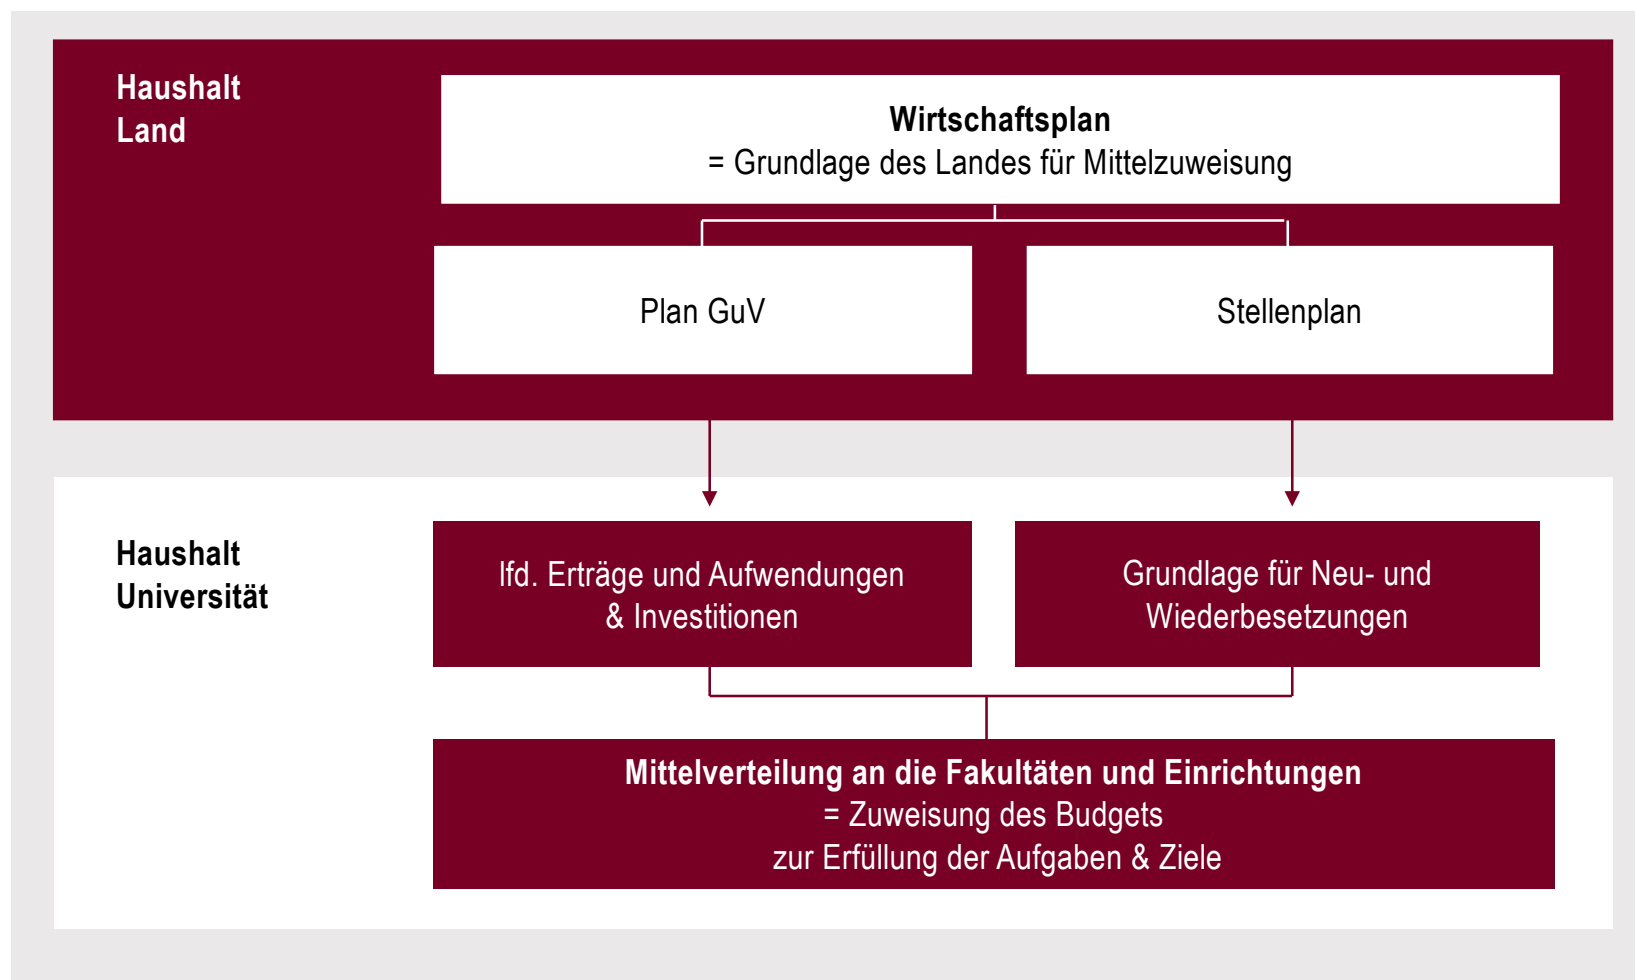 Haushalt
Land
Wirtschaftsplan
= Grundlage des Landes für Mittelzuweisung
Plan GuV
Stellenplan
Haushalt
Universität
lfd. Erträge und Aufwendungen
& Investitionen
Grundlage für Neu- und
Wiederbesetzungen
Mittelverteilung an die Fakultäten und Einrichtungen
= Zuweisung des Budgets
zur Erfüllung der Aufgaben & Ziele